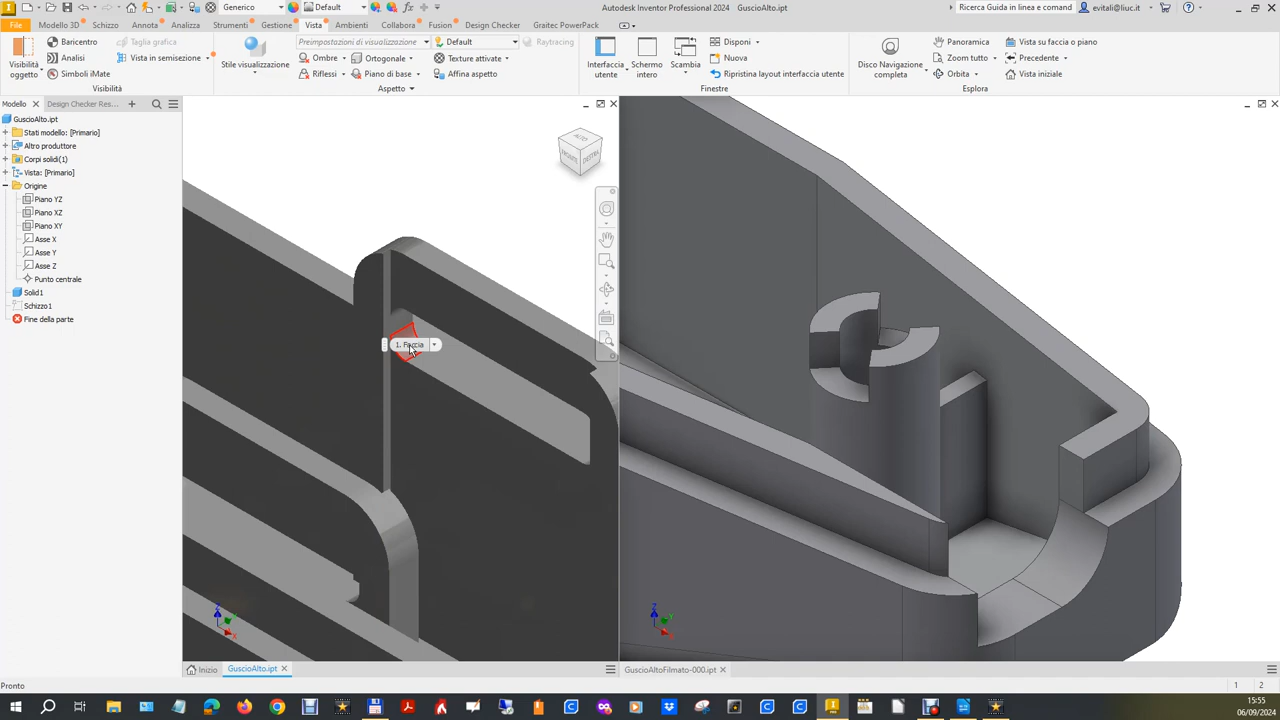 Generico
Default
Autodesk Inventor Professional 2024 GuscioAlto.ipt
Ricerca Guida in linea e comandi
evitali@liuc.it
File
Modello 3D
Schizzo
Annota
Analizza
Strumenti
Gestione
Vista
Ambienti
Collabora
Fusion
Design Checker
Graitec PowerPack
Visibilità oggetto
Baricentro
Analisi
Simboli iMate
Taglia grafica
Vista in semisezione
Visibilità
Stile visualizzazione
Preimpostazioni di visualizzazione
Ombre
Riflessi
Default
Ortogonale
Piano di base
Raytracing
Texture attivate
Affina aspetto
Aspetto
Interfaccia utente
Schermo intero
Scambia
Disponi
Nuova
Ripristina layout interfaccia utente
Finestre
Disco Navigazione completa
Panoramica
Zoom tutto
Orbita
Vista su faccia o piano
Precedente
Vista iniziale
Esplora
Modello
Design Checker Res...
GuscioAlto.ipt
Stati modello: [Primario]
Altro produttore
Corpi solidi(1)
Vista: [Primario]
Origine
Piano YZ
Piano XZ
Piano XY
Asse X
Asse Y
Asse Z
Punto centrale
Solid1
Schizzo1
Fine della parte
ALTO
DESTRA
1. Faccia
Z
Y
X
Z
Y
X
Inizio
GuscioAlto.ipt
GuscioAltoFilmato-000.ipt
Pronto
1
2
15:55
06/09/2024